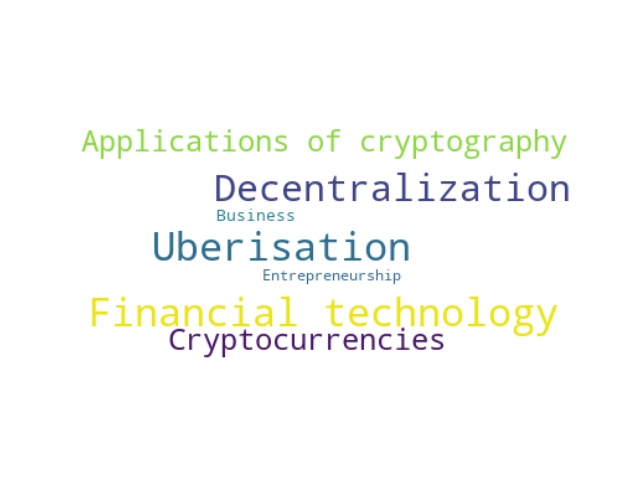 Applications of cryptography
Decentralization
Business
Uberisation
Entrepreneurship
Financial technology
Cryptocurrencies